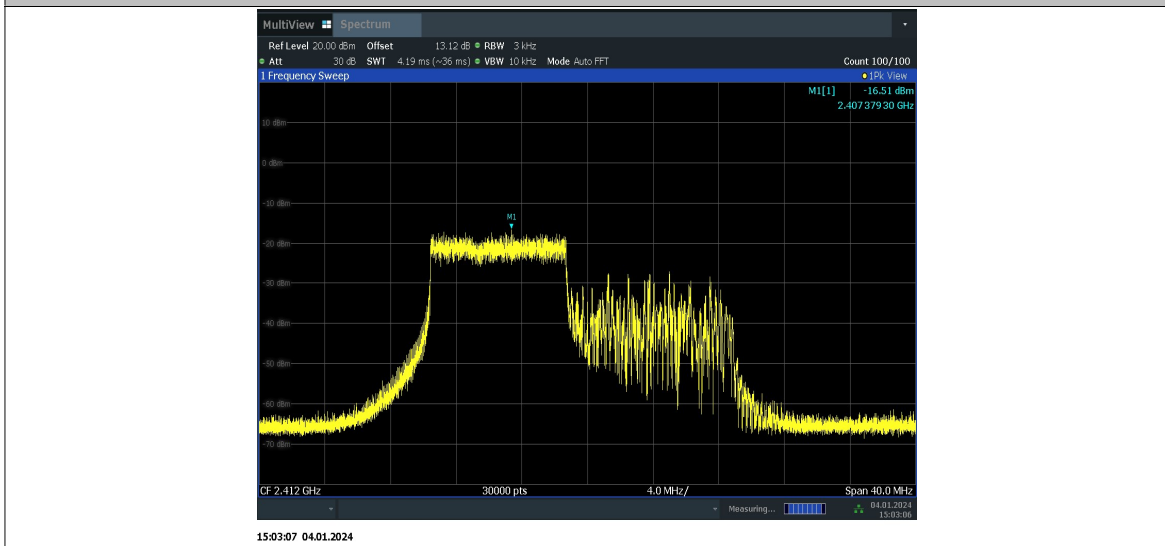 MultiView Spectrum
Ref Level 20.00 dBm Offset 13.12 dB RBW 3 kHz
Att 30 dB SWT 4.19 ms (~36 ms) VBW 10 kHz Mode Auto FFT Count 100/100
1 Frequency Sweep 1Pk View
M1[1] -16.51 dBm
2.407 379 30 GHz
10 dBm
0 dBm
-10 dBm
M1
-20 dBm
-30 dBm
-40 dBm
-50 dBm
-60 dBm
-70 dBm
CF 2.412 GHz 30000 pts 4.0 MHz/ Span 40.0 MHz
Measuring... 04.01.2024
15:03:06
15:03:07 04.01.2024